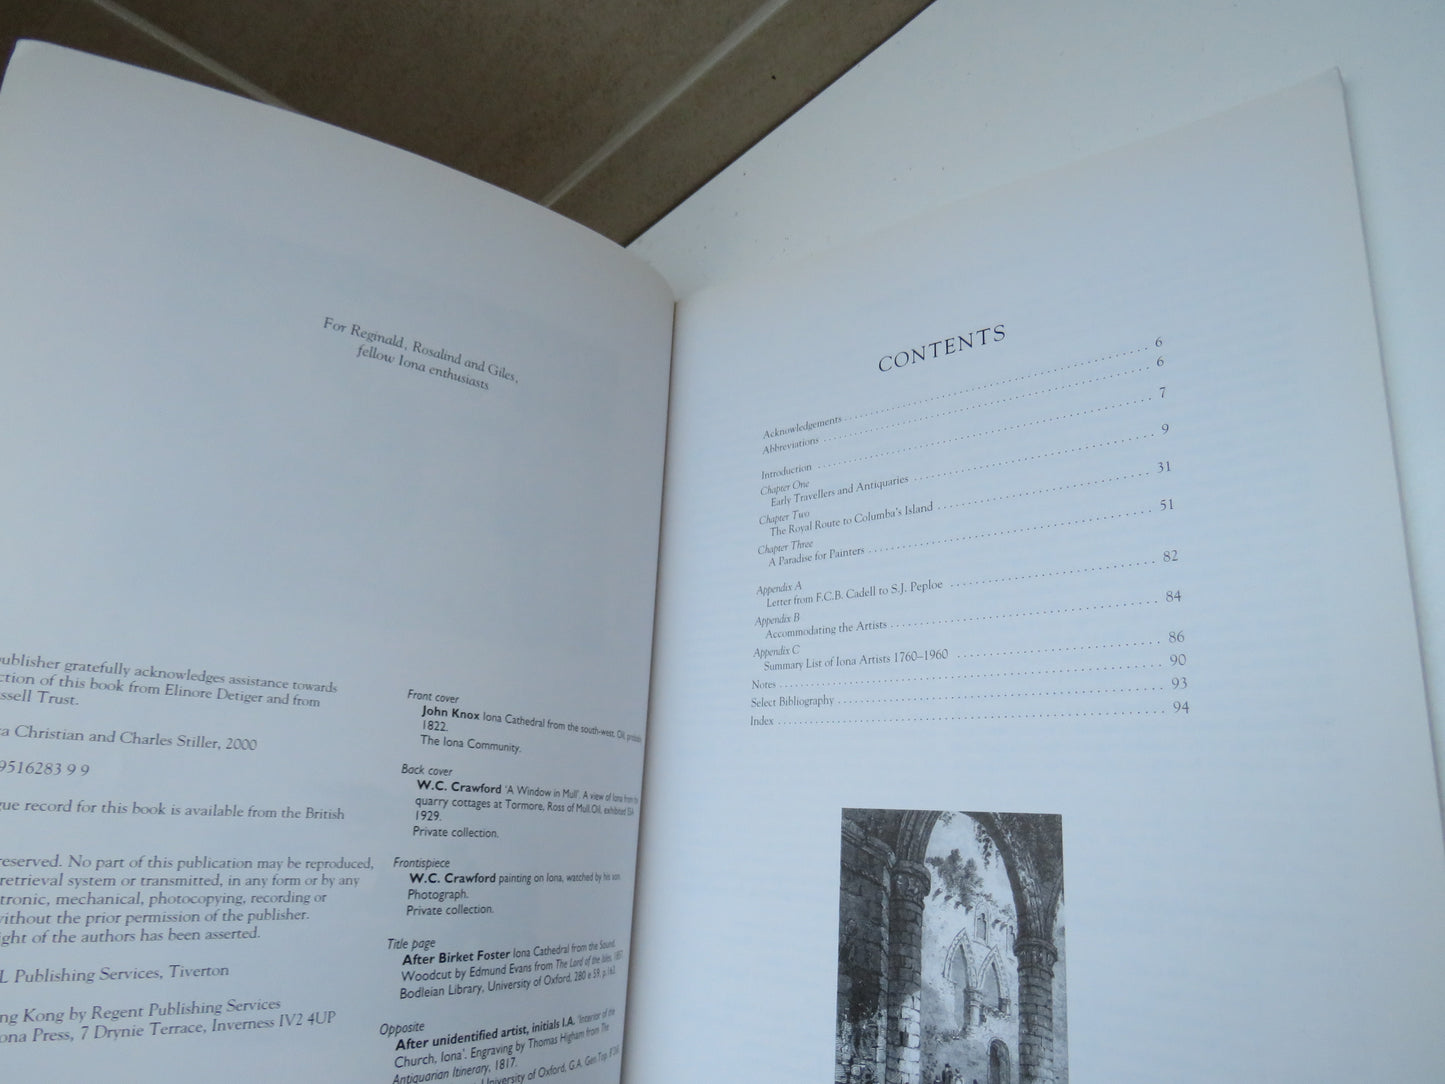 For Reginald, Rosalind and Giles,
fellow Iona enthusiasts
publisher gratefully acknowledges assistance towards
ction of this book from Elinore Detiger and from
ssell Trust.
ca Christian and Charles Stiller, 2000
9516283 9 9
gue record for this book is available from the British
reserved. No part of this publication may be reproduced,
retrieval system or transmitted, in any form or by any
tronic, mechanical, photocopying, recording or
without the prior permission of the publisher.
ight of the authors has been asserted.
L Publishing Services, Tiverton
ng Kong by Regent Publishing Services
ona Press, 7 Drynie Terrace, Inverness IV2 4UP
Front cover
John Knox Iona Cathedral from the south-west. Oil, probably
1822.
The Iona Community.
Back cover
W.C. Crawford 'A Window in Mull'. A view of Iona from the
quarry cottages at Tormore, Ross of Mull. Oil, exhibited SSA
1929.
Private collection.
Frontispiece
W.C. Crawford painting on Iona, watched by his son.
Photograph.
Private collection.
Title page
After Birket Foster Iona Cathedral from the Sound.
Woodcut by Edmund Evans from The Lord of the Isles, 1857.
Bodleian Library, University of Oxford, 280 e 59, p.162.
Opposite
After unidentified artist, initials I.A. 'Interior of the
Church, Iona'. Engraving by Thomas Higham from The
Antiquarian Itinerary, 1817.
University of Oxford, G.A. Gen Top.
CONTENTS
Acknowledgements 6
Abbreviations 6
Introduction 7
Chapter One
Early Travellers and Antiquaries 9
Chapter Two
The Royal Route to Columba's Island 31
Chapter Three
A Paradise for Painters 51
Appendix A
Letter from F.C.B. Cadell to S.J. Peploe 82
Appendix B
Accommodating the Artists 84
Appendix C
Summary List of Iona Artists 1760–1960 86
Notes 90
Select Bibliography 93
Index 94